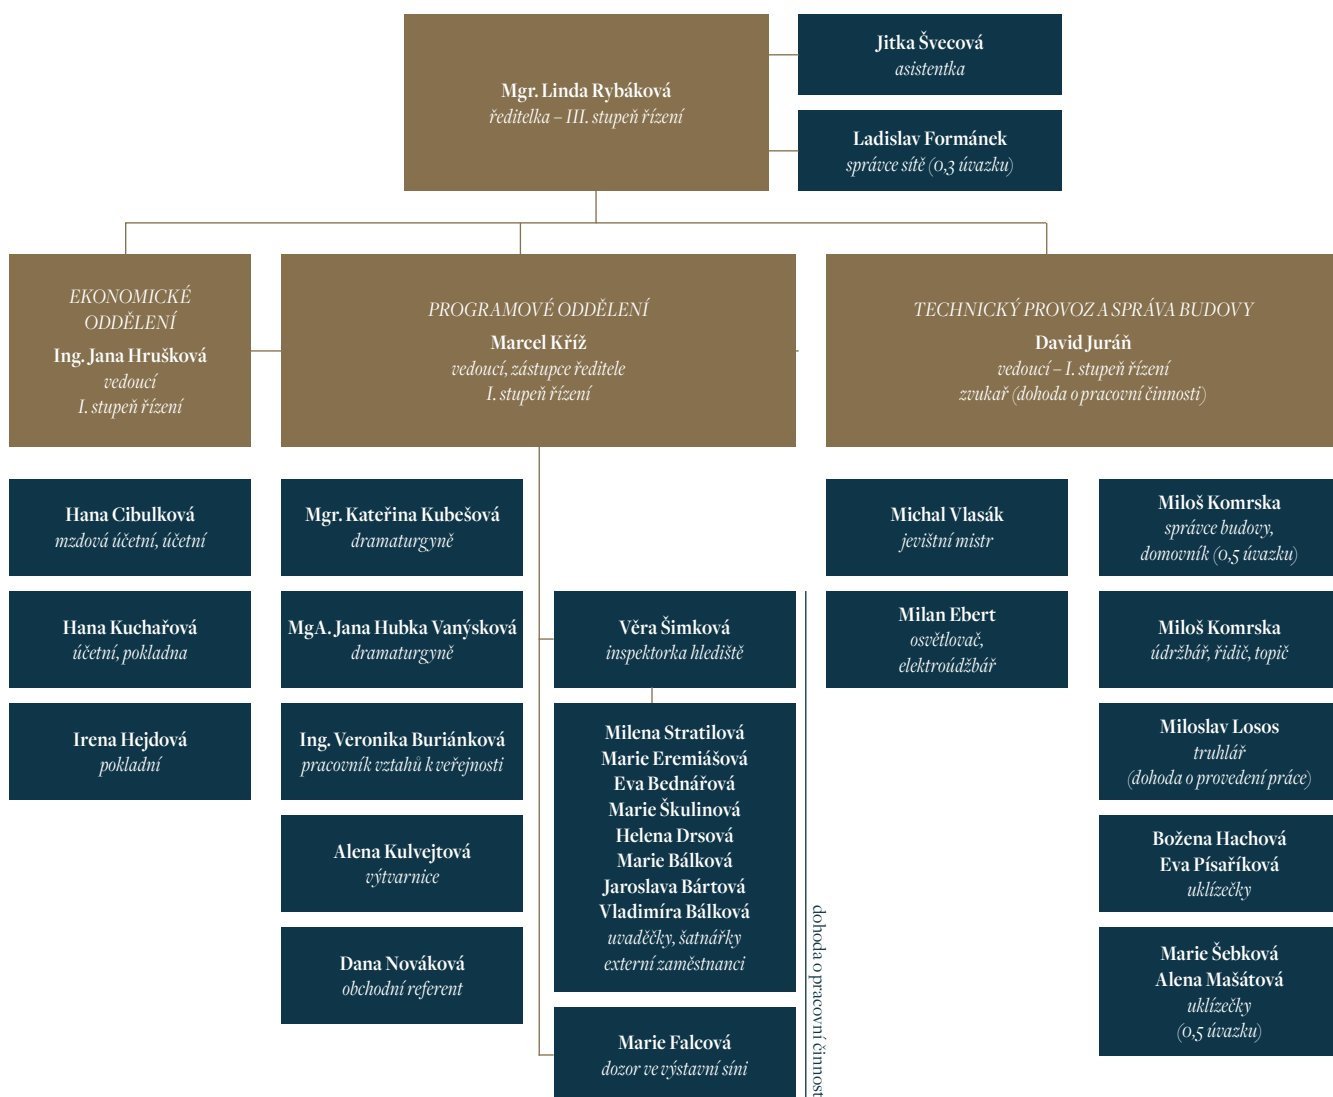 Mgr. Linda Rybáková
ředitelka – III. stupeň řízení
Jitka Švecová
asistentka
Ladislav Formánek
správce sítě (0,3 úvazku)
EKONOMICKÉ
ODDĚLENÍ
Ing. Jana Hrušková
vedoucí
I. stupeň řízení
PROGRAMOVÉ ODDĚLENÍ
Marcel Kříž
vedoucí, zástupce ředitele
I. stupeň řízení
TECHNICKÝ PROVOZ A SPRÁVA BUDOVY
David Juráň
vedoucí – I. stupeň řízení
zvukař (dohoda o pracovní činnosti)
Hana Cibulková
mzdová účetní, účetní
Hana Kuchařová
účetní, pokladna
Irena Hejdová
pokladní
Mgr. Kateřina Kubešová
dramaturgyně
MgA. Jana Hubka Vanýsková
dramaturgyně
Ing. Veronika Buriánková
pracovník vztahů k veřejnosti
Alena Kulvejtová
výtvarnice
Dana Nováková
obchodní referent
Věra Šimková
inspektorka hlediště
Milena Stratilová
Marie Eremiášová
Eva Bednářová
Marie Škulinová
Helena Drsová
Marie Bálková
Jaroslava Bártová
Vladimíra Bálková
uvaděčky, šatnářky
externí zaměstnanci
Marie Falcová
dozor ve výstavní síni
dohoda o pracovní činnost
Michal Vlasák
jevištní mistr
Milan Ebert
osvětlovač,
elektroúdžbář
Miloš Komrska
správce budovy,
domovník (0,5 úvazku)
Miloš Komrska
údržbář, řidič, topič
Miloslav Losos
truhlář
(dohoda o provedení práce)
Božena Hachová
Eva Písaříková
uklízečky
Marie Šebková
Alena Mašátová
uklízečky
(0,5 úvazku)